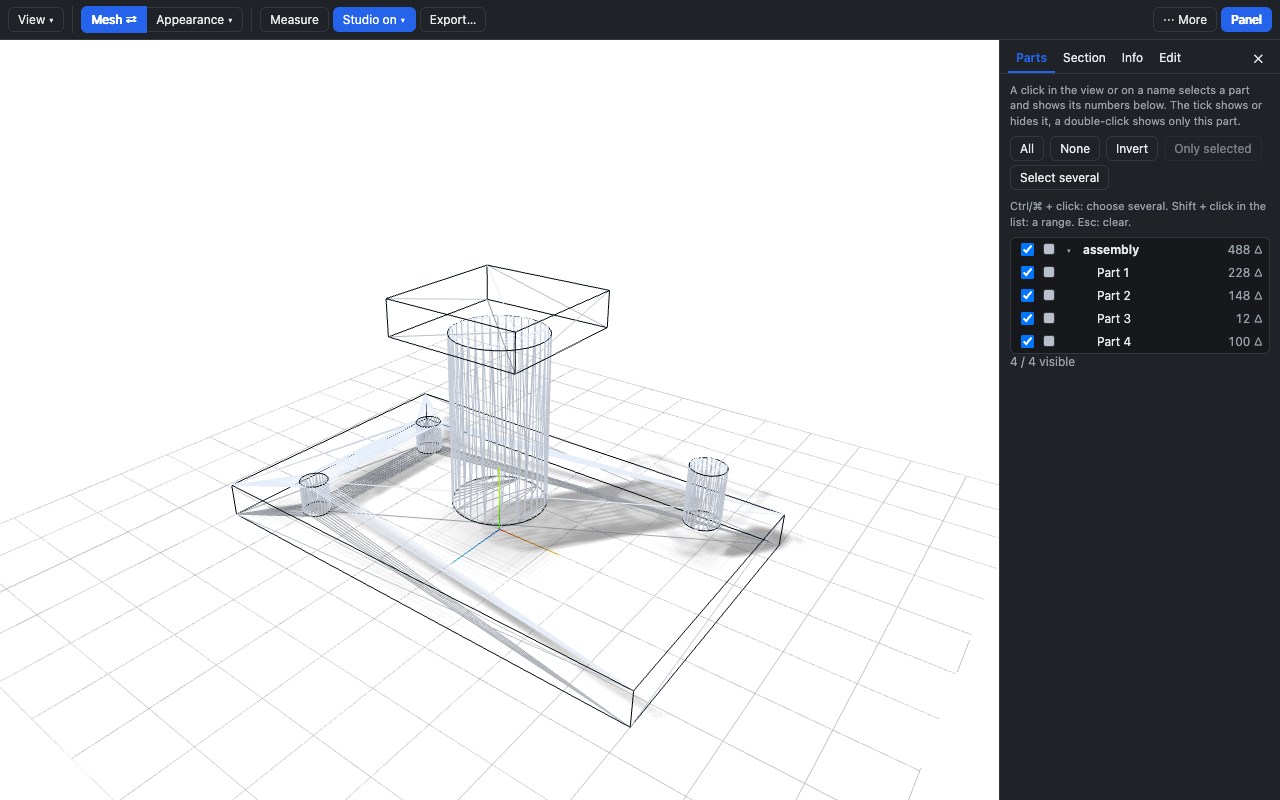 View ▾
Mesh ⇄
Appearance ▾
Measure
Studio on ▾
Export...
··· More
Panel
Parts
Section
Info
Edit
✕
A click in the view or on a name selects a part
and shows its numbers below. The tick shows or
hides it, a double-click shows only this part.
All
None
Invert
Only selected
Select several
Ctrl/⌘ + click: choose several. Shift + click in the
list: a range. Esc: clear.
▾ assembly 488 Δ
Part 1 228 Δ
Part 2 148 Δ
Part 3 12 Δ
Part 4 100 Δ
4 / 4 visible